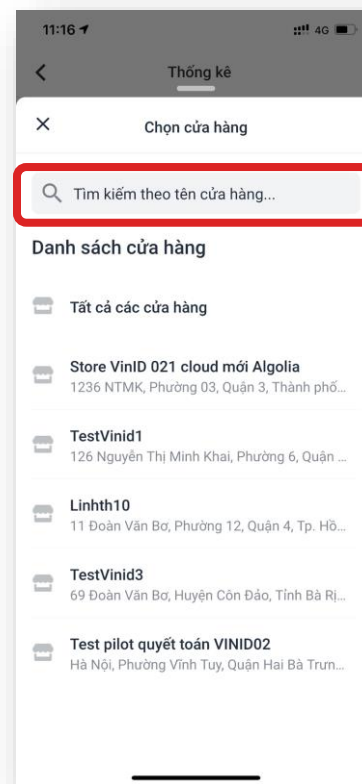 11:16 4G
Thống kê
Chọn cửa hàng
Tìm kiếm theo tên cửa hàng...
Danh sách cửa hàng
Tất cả các cửa hàng
Store VinID 021 cloud mới Algolia
1236 NTMK, Phường 03, Quận 3, Thành phố...
TestVinid1
126 Nguyễn Thị Minh Khai, Phường 6, Quận ...
Linhth10
11 Đoàn Văn Bơ, Phường 12, Quận 4, Tp. Hồ...
TestVinid3
69 Đoàn Văn Bơ, Huyện Côn Đảo, Tỉnh Bà Rị...
Test pilot quyết toán VINID02
Hà Nội, Phường Vĩnh Tuy, Quận Hai Bà Trưn...